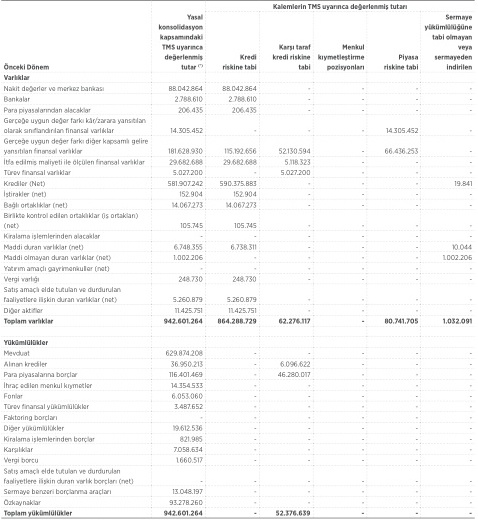 Kalemlerin TMS uyarınca değerlenmiş tutarı
Yasal Sermaye
konsolidasyon yükümlülüğüne
kapsamındaki tabi olmayan
TMS uyarınca Karşı taraf Menkul veya
değerlenmiş Kredi kredi riskine kıymetleştirme Piyasa sermayeden
Önceki Dönem tutar (*) riskine tabi tabi pozisyonları riskine tabi indirilen
Varlıklar
Nakit değerler ve merkez bankası 88.042.864 88.042.864 - - - -
Bankalar 2.788.610 2.788.610 - - - -
Para piyasalarından alacaklar 206.435 206.435 - - - -
Gerçeğe uygun değer farkı kâr/zarara yansıtılan
olarak sınıflandırılan finansal varlıklar 14.305.452 - - - 14.305.452 -
Gerçeğe uygun değer farkı diğer kapsamlı gelire
yansıtılan finansal varlıklar 181.628.930 115.192.656 52.130.594 - 66.436.253 -
İtfa edilmiş maliyeti ile ölçülen finansal varlıklar 29.682.688 29.682.688 5.118.323 - - -
Türev finansal varlıklar 5.027.200 - 5.027.200 - - -
Krediler (Net) 581.907.242 590.375.883 - - - 19.841
İştirakler (net) 152.904 152.904 - - - -
Bağlı ortaklıklar (net) 14.067.273 14.067.273 - - - -
Birlikte kontrol edilen ortaklıklar (iş ortakları)
(net) 105.745 105.745 - - - -
Kiralama işlemlerinden alacaklar - - - - - -
Maddi duran varlıklar (net) 6.748.355 6.738.311 - - - 10.044
Maddi olmayan duran varlıklar (net) 1.002.206 - - - - 1.002.206
Yatırım amaçlı gayrimenkuller (net) - - - - - -
Vergi varlığı 248.730 248.730 - - - -
Satış amaçlı elde tutulan ve durdurulan
faaliyetlere ilişkin duran varlıklar (net) 5.260.879 5.260.879 - - - -
Diğer aktifler 11.425.751 11.425.751 - - - -
Toplam varlıklar 942.601.264 864.288.729 62.276.117 - 80.741.705 1.032.091
Yükümlülükler
Mevduat 629.874.208 - - - - -
Alınan krediler 36.950.213 - 6.096.622 - - -
Para piyasalarına borçlar 116.401.469 - 46.280.017 - - -
İhraç edilen menkul kıymetler 14.354.533 - - - - -
Fonlar 6.053.060 - - - - -
Türev finansal yükümlülükler 3.487.652 - - - - -
Faktoring borçları - - - - - -
Diğer yükümlülükler 19.612.536 - - - - -
Kiralama işlemlerinden borçlar 821.985 - - - - -
Karşılıklar 7.058.634 - - - - -
Vergi borcu 1.660.517 - - - - -
Satış amaçlı elde tutulan ve durdurulan
faaliyetlere ilişkin duran varlık borçları (net) - - - - - -
Sermaye benzeri borçlanma araçları 13.048.197 - - - - -
Özkaynaklar 93.278.260 - - - - -
Toplam yükümlülükler 942.601.264 - 52.376.639 - - -